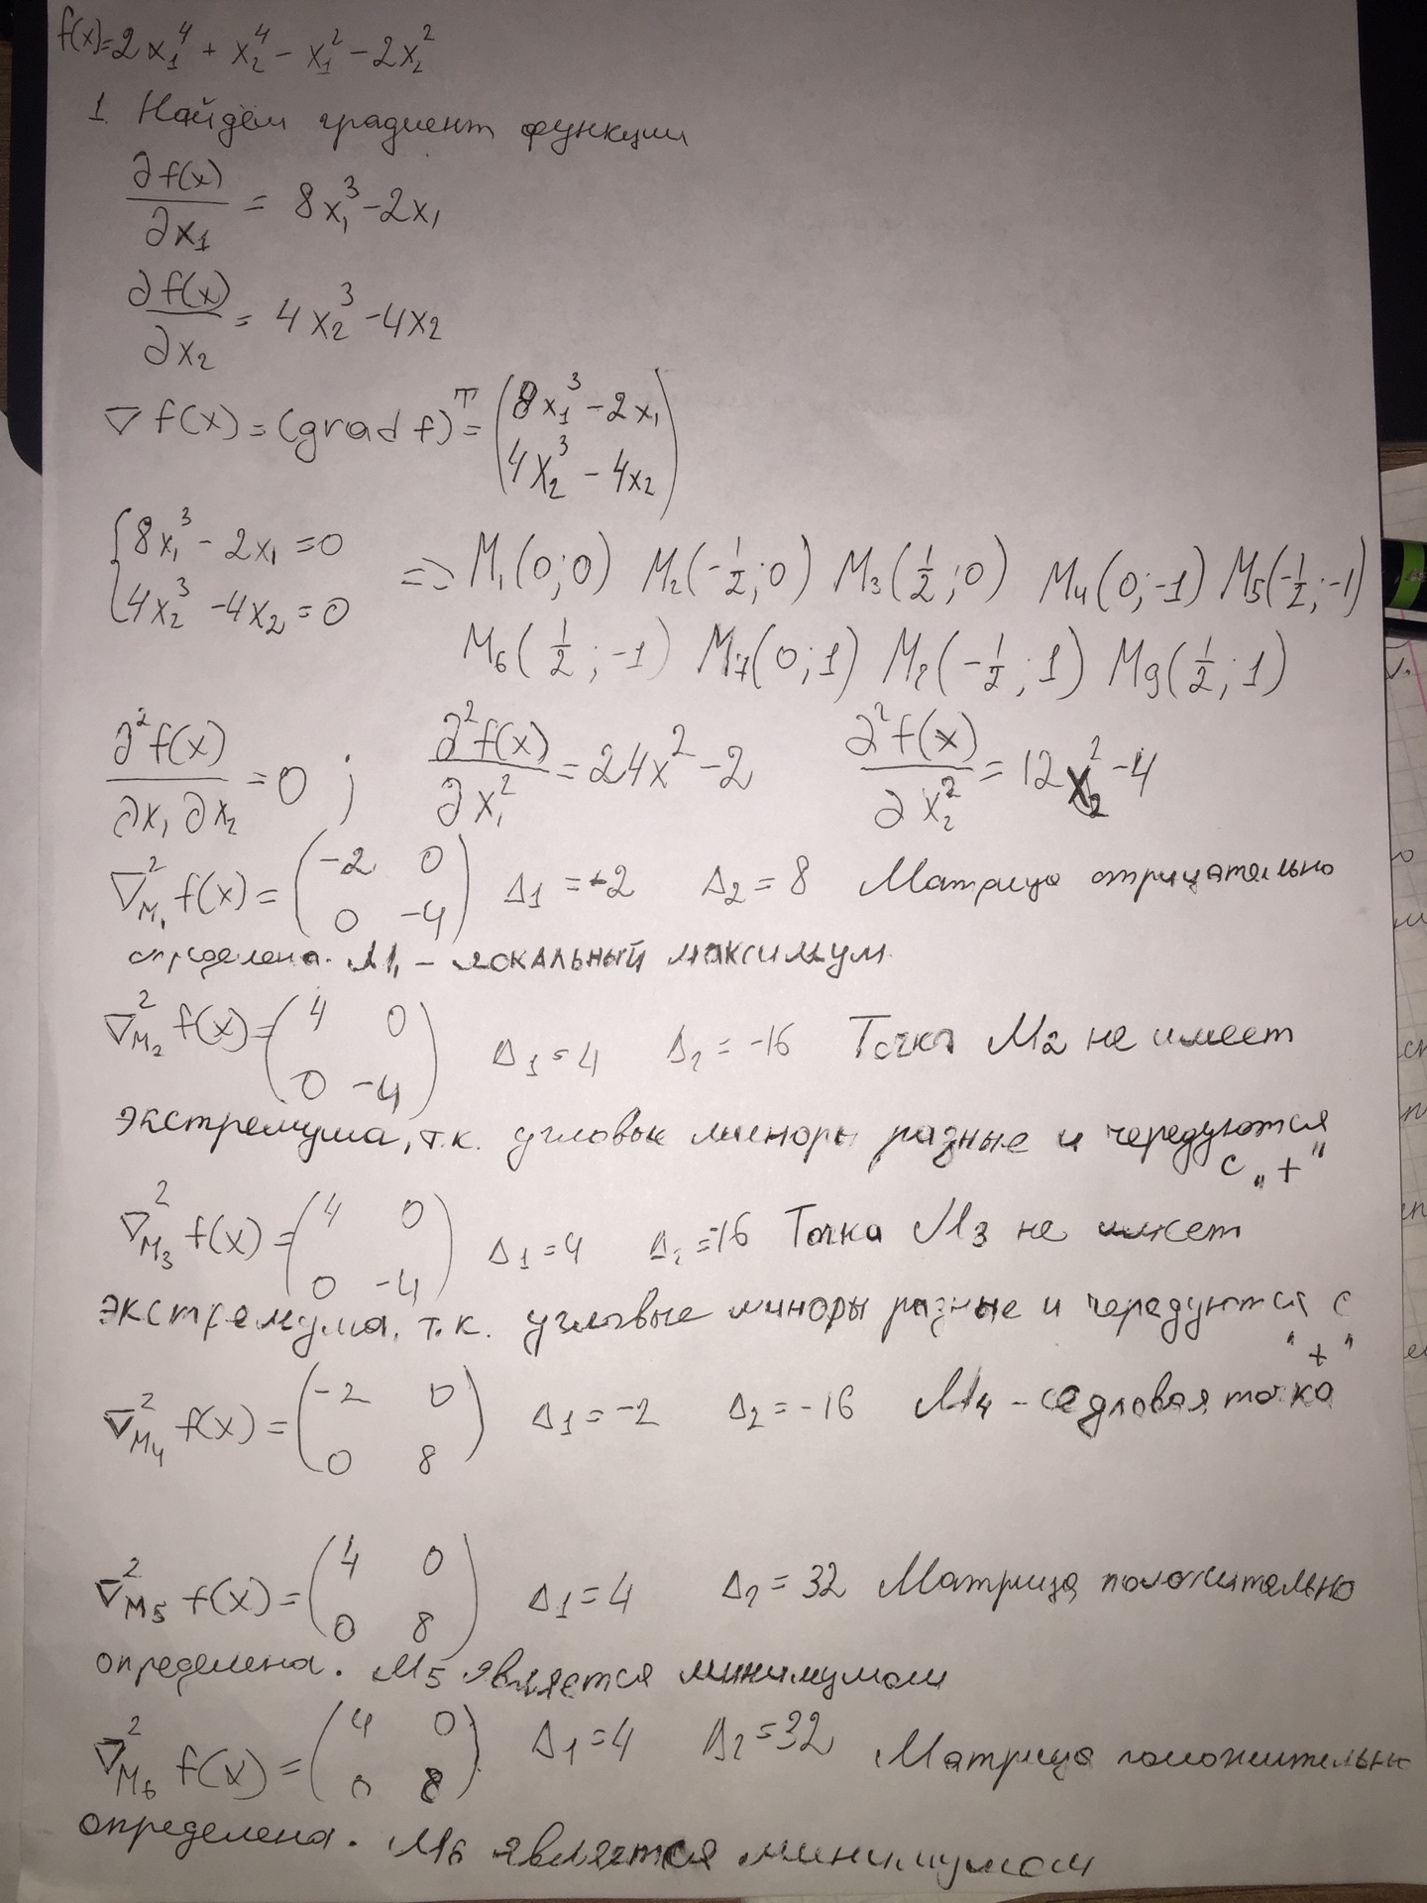 f(x)=2x₁⁴ + x₂⁴ - x₁² - 2x₂²
1. Найдём градиент функции
∂f(x)/∂x₁ = 8x₁³ - 2x₁
∂f(x)/∂x₂ = 4x₂³ - 4x₂
∇f(x) = (grad f)ᵀ = (8x₁³ - 2x₁; 4x₂³ - 4x₂)
{8x₁³ - 2x₁ = 0; 4x₂³ - 4x₂ = 0 => M₁(0;0) M₂(-1/2;0) M₃(1/2;0) M₄(0;-1) M₅(-1/2;-1)
M₆(1/2;-1) M₇(0;1) M₈(-1/2;1) M₉(1/2;1)
∂²f(x)/∂x₁∂x₂ = 0 ; ∂²f(x)/∂x₁² = 24x² - 2 ∂²f(x)/∂x₂² = 12x₂² - 4
∇²M₁ f(x) = (-2 0; 0 -4) Δ₁ = -2 Δ₂ = 8 Матрица отрицательно
определена. M₁ - локальный максимум
∇²M₂ f(x) = (4 0; 0 -4) Δ₁ = 4 Δ₂ = -16 Точка M₂ не имеет
экстремума, т.к. угловые миноры разные и чередуются
с „+"
∇²M₃ f(x) = (4 0; 0 -4) Δ₁ = 4 Δ₂ = -16 Точка M₃ не имеет
экстремума, т.к. угловые миноры разные и чередуются с
"+"
∇²M₄ f(x) = (-2 0; 0 8) Δ₁ = -2 Δ₂ = -16 M₄ - седловая точка
∇²M₅ f(x) = (4 0; 0 8) Δ₁ = 4 Δ₂ = 32 Матрица положительно
определена. M₅ является минимумом
∇²M₆ f(x) = (4 0; 0 8) Δ₁ = 4 Δ₂ = 32 Матрица положительн
определена. M₆ является минимумом